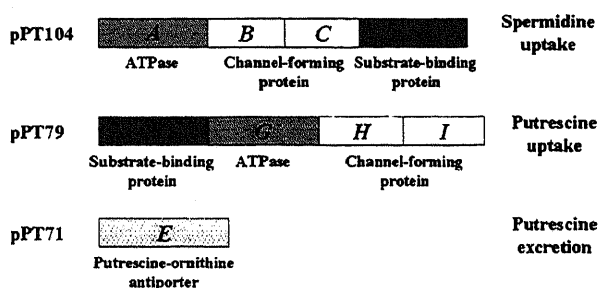 pPT104
A B C
Spermidine
uptake
ATPase Channel-forming
protein Substrate-binding
protein
pPT79
G H I
Putrescine
uptake
Substrate-binding
protein ATPase Channel-forming
protein
pPT71
E
Putrescine
excretion
Putrescine-ornithine
antiporter